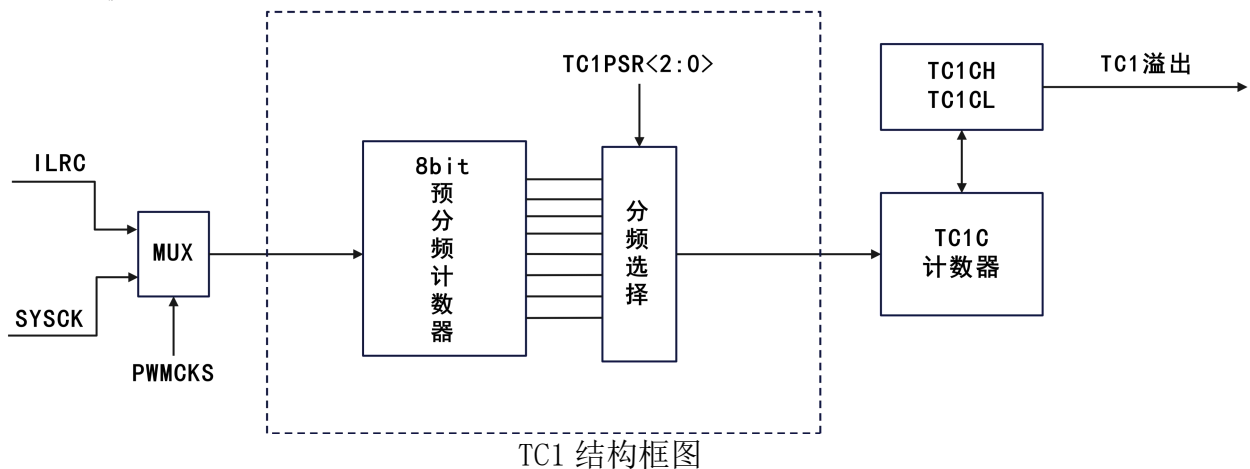 TC1PSR<2:0>
TC1CH
TC1CL
TC1溢出
ILRC
8bit
预
分
频
计
数
器
分
频
选
择
MUX
TC1C
计数器
SYSCK
PWMCKS
TC1 结构框图